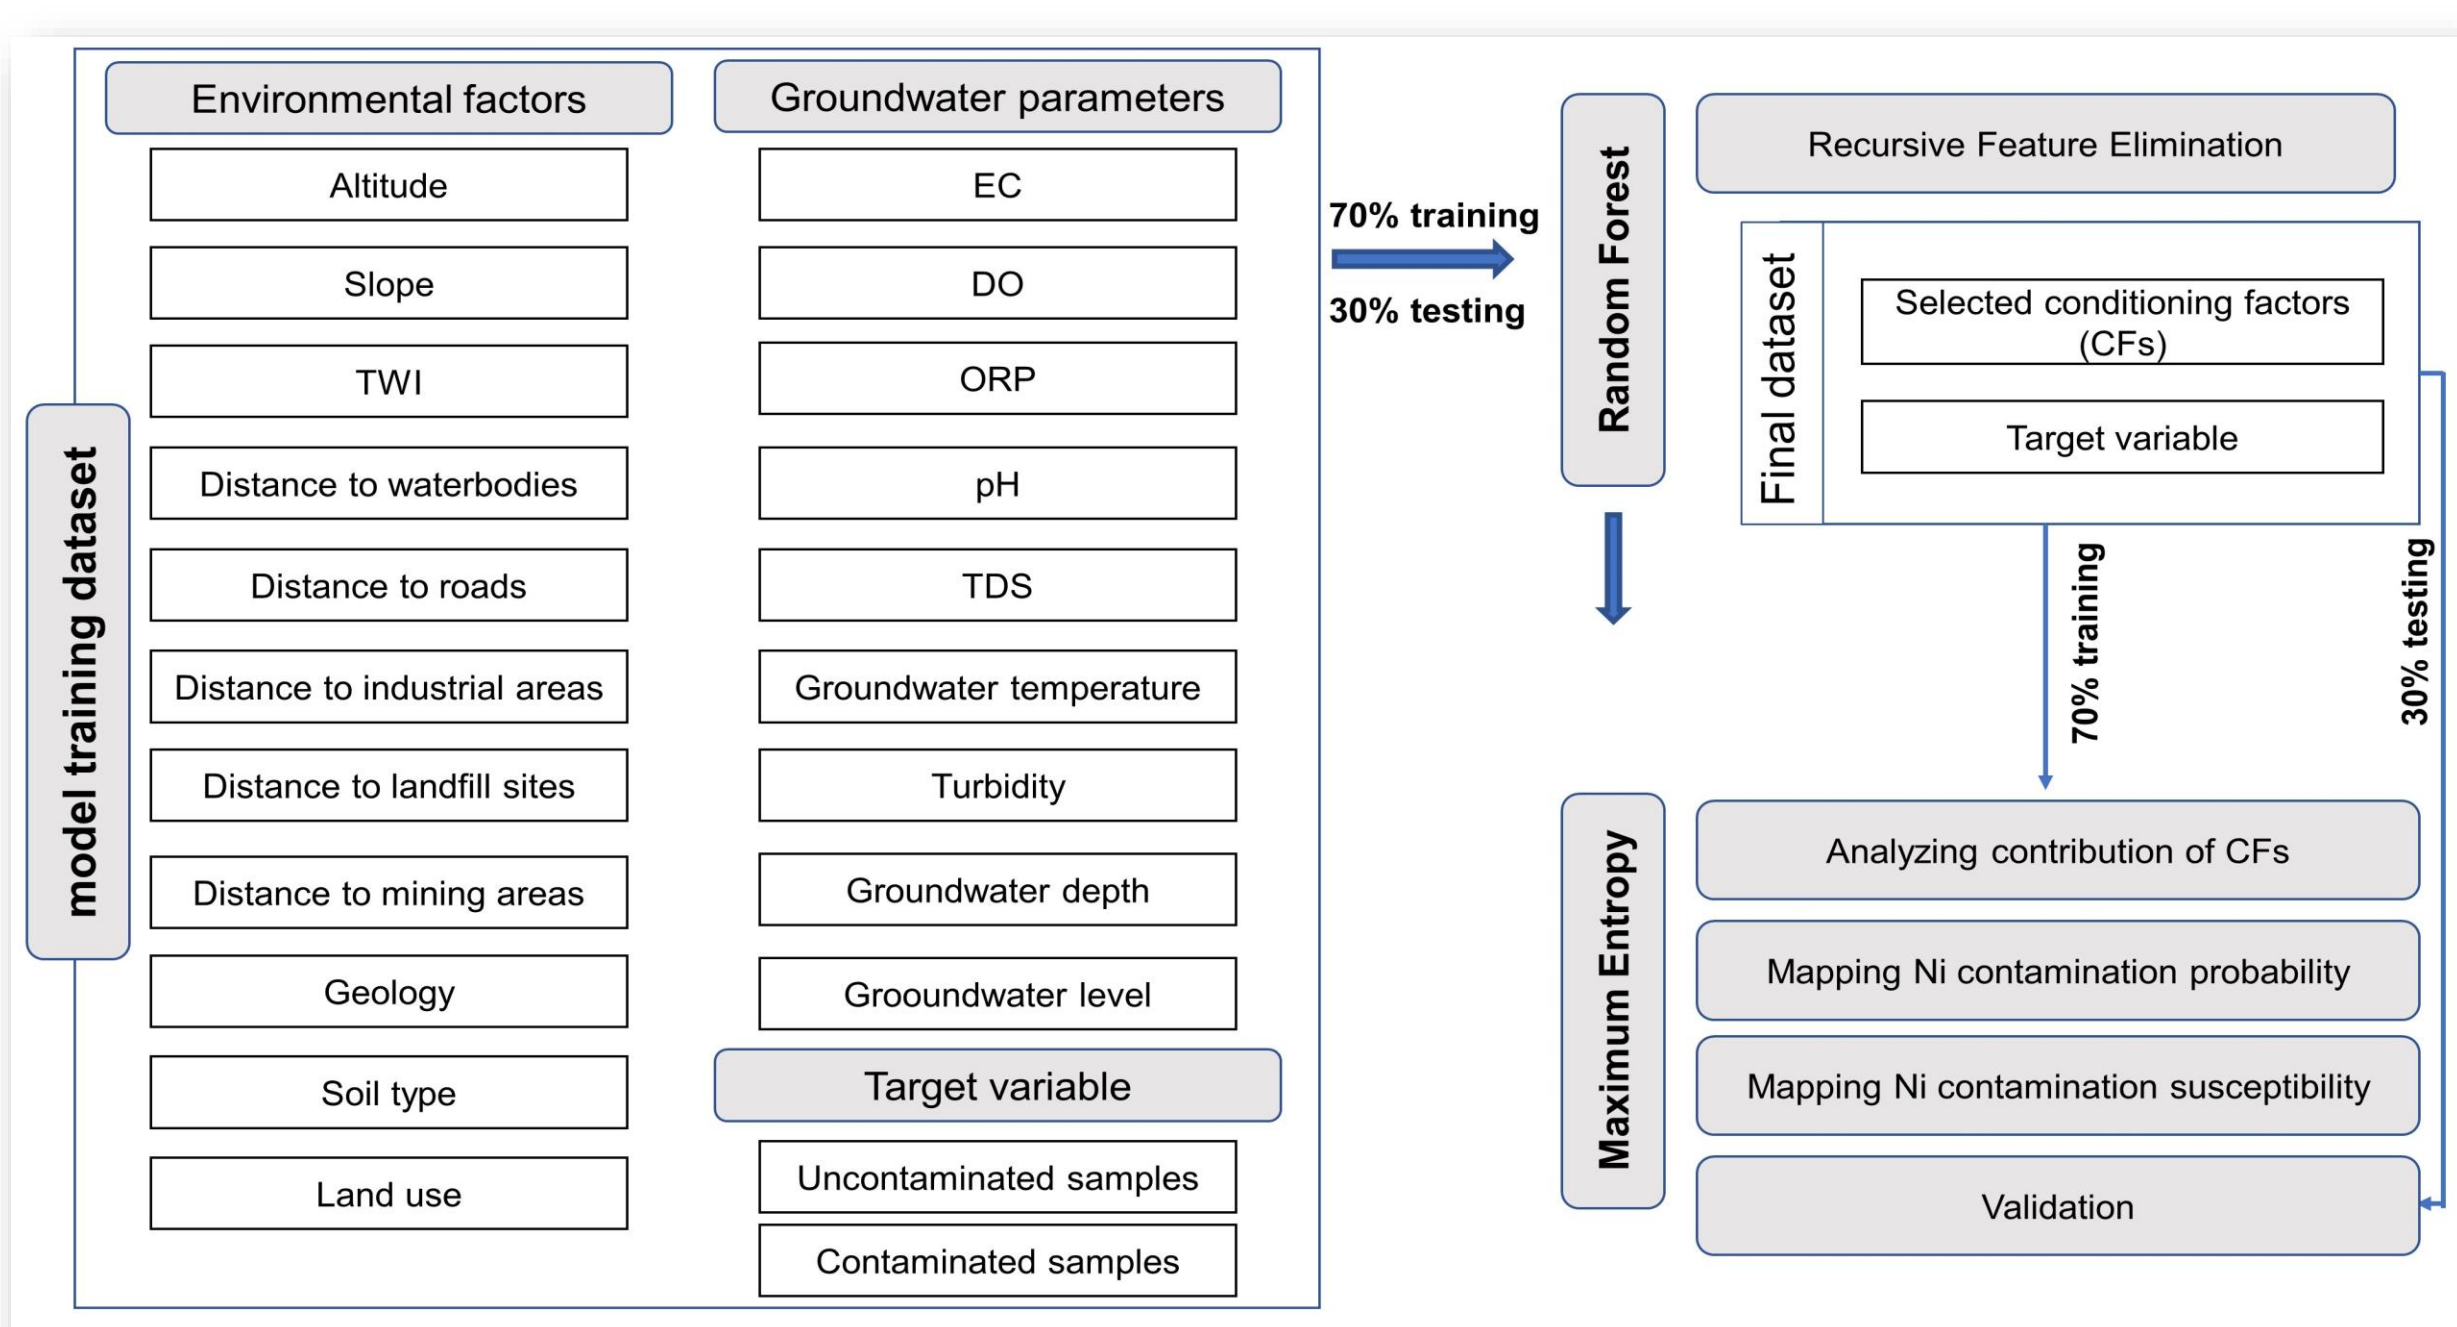 model training dataset
Environmental factors
Altitude
Slope
TWI
Distance to waterbodies
Distance to roads
Distance to industrial areas
Distance to landfill sites
Distance to mining areas
Geology
Soil type
Land use
Groundwater parameters
EC
DO
ORP
pH
TDS
Groundwater temperature
Turbidity
Groundwater depth
Grooundwater level
Target variable
Uncontaminated samples
Contaminated samples
70% training
30% testing
Random Forest
Recursive Feature Elimination
Final dataset
Selected conditioning factors
(CFs)
Target variable
70% training
30% testing
Maximum Entropy
Analyzing contribution of CFs
Mapping Ni contamination probability
Mapping Ni contamination susceptibility
Validation